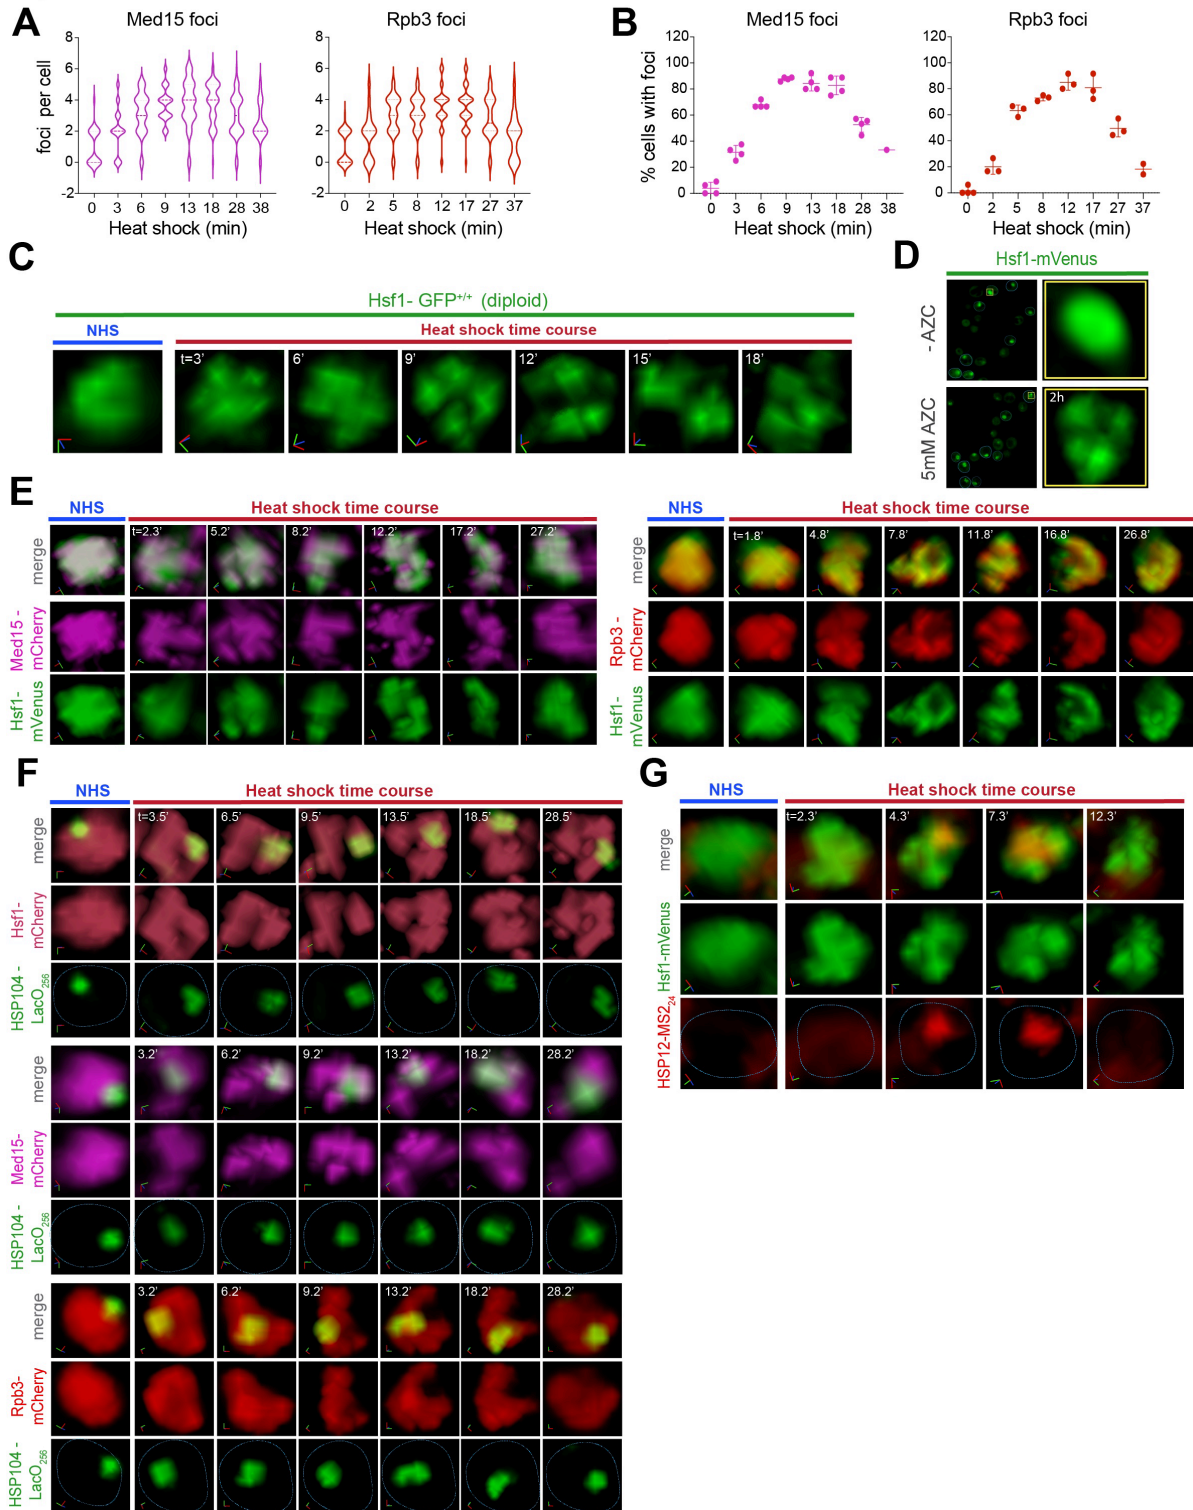 A
Med15 foci
Rpb3 foci
foci per cell
8
6
4
2
0
-2
0 3 6 9 13 18 28 38
Heat shock (min)
8
6
4
2
0
-2
0 2 5 8 12 17 27 37
Heat shock (min)
B
Med15 foci
Rpb3 foci
% cells with foci
120
100
80
60
40
20
0
0 3 6 9 13 18 28 38
Heat shock (min)
120
100
80
60
40
20
0
0 2 5 8 12 17 27 37
Heat shock (min)
C
Hsf1- GFP+/+ (diploid)
NHS
Heat shock time course
t=3' 6' 9' 12' 15' 18'
D
Hsf1-mVenus
- AZC
5mM AZC
2h
E
NHS
Heat shock time course
merge
t=2.3' 5.2' 8.2' 12.2' 17.2' 27.2'
Med15 - mCherry
Hsf1- mVenus
NHS
Heat shock time course
merge
t=1.8' 4.8' 7.8' 11.8' 16.8' 26.8'
Rpb3 - mCherry
Hsf1- mVenus
F
NHS
Heat shock time course
merge
t=3.5' 6.5' 9.5' 13.5' 18.5' 28.5'
Hsf1- mCherry
HSP104 - LacO256
merge
3.2' 6.2' 9.2' 13.2' 18.2' 28.2'
Med15- mCherry
HSP104 - LacO256
merge
3.2' 6.2' 9.2' 13.2' 18.2' 28.2'
Rpb3- mCherry
HSP104 - LacO256
G
NHS
Heat shock time course
merge
t=2.3' 4.3' 7.3' 12.3'
Hsf1-mVenus
HSP12-MS224